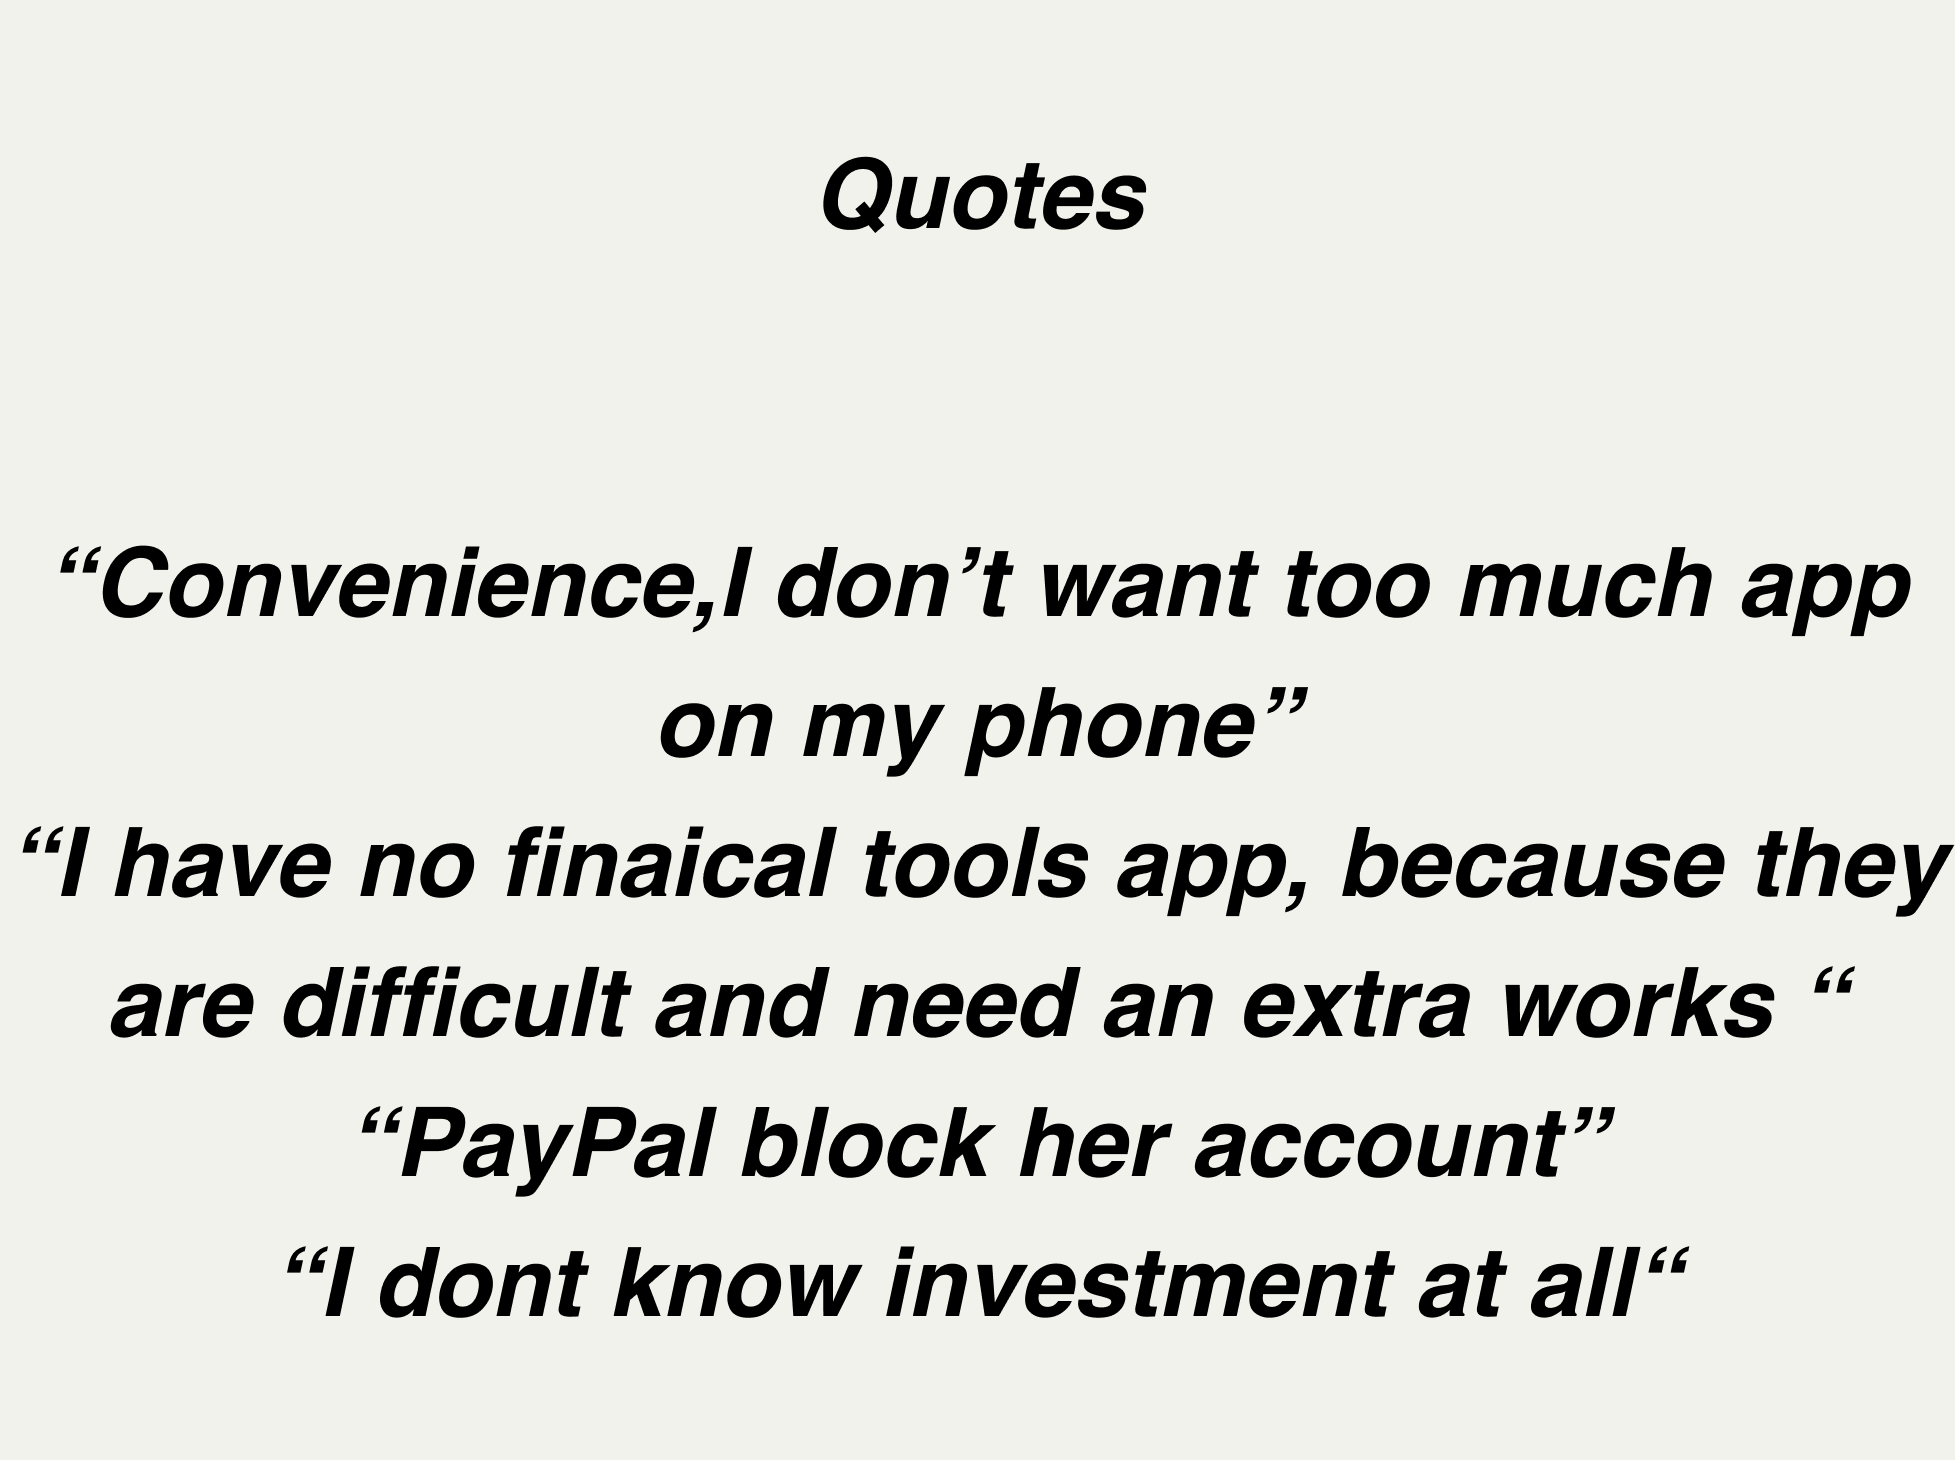 Quotes
“Convenience,I don’t want too much app
on my phone”
“I have no finaical tools app, because they
are difficult and need an extra works “
“PayPal block her account”
“I dont know investment at all“